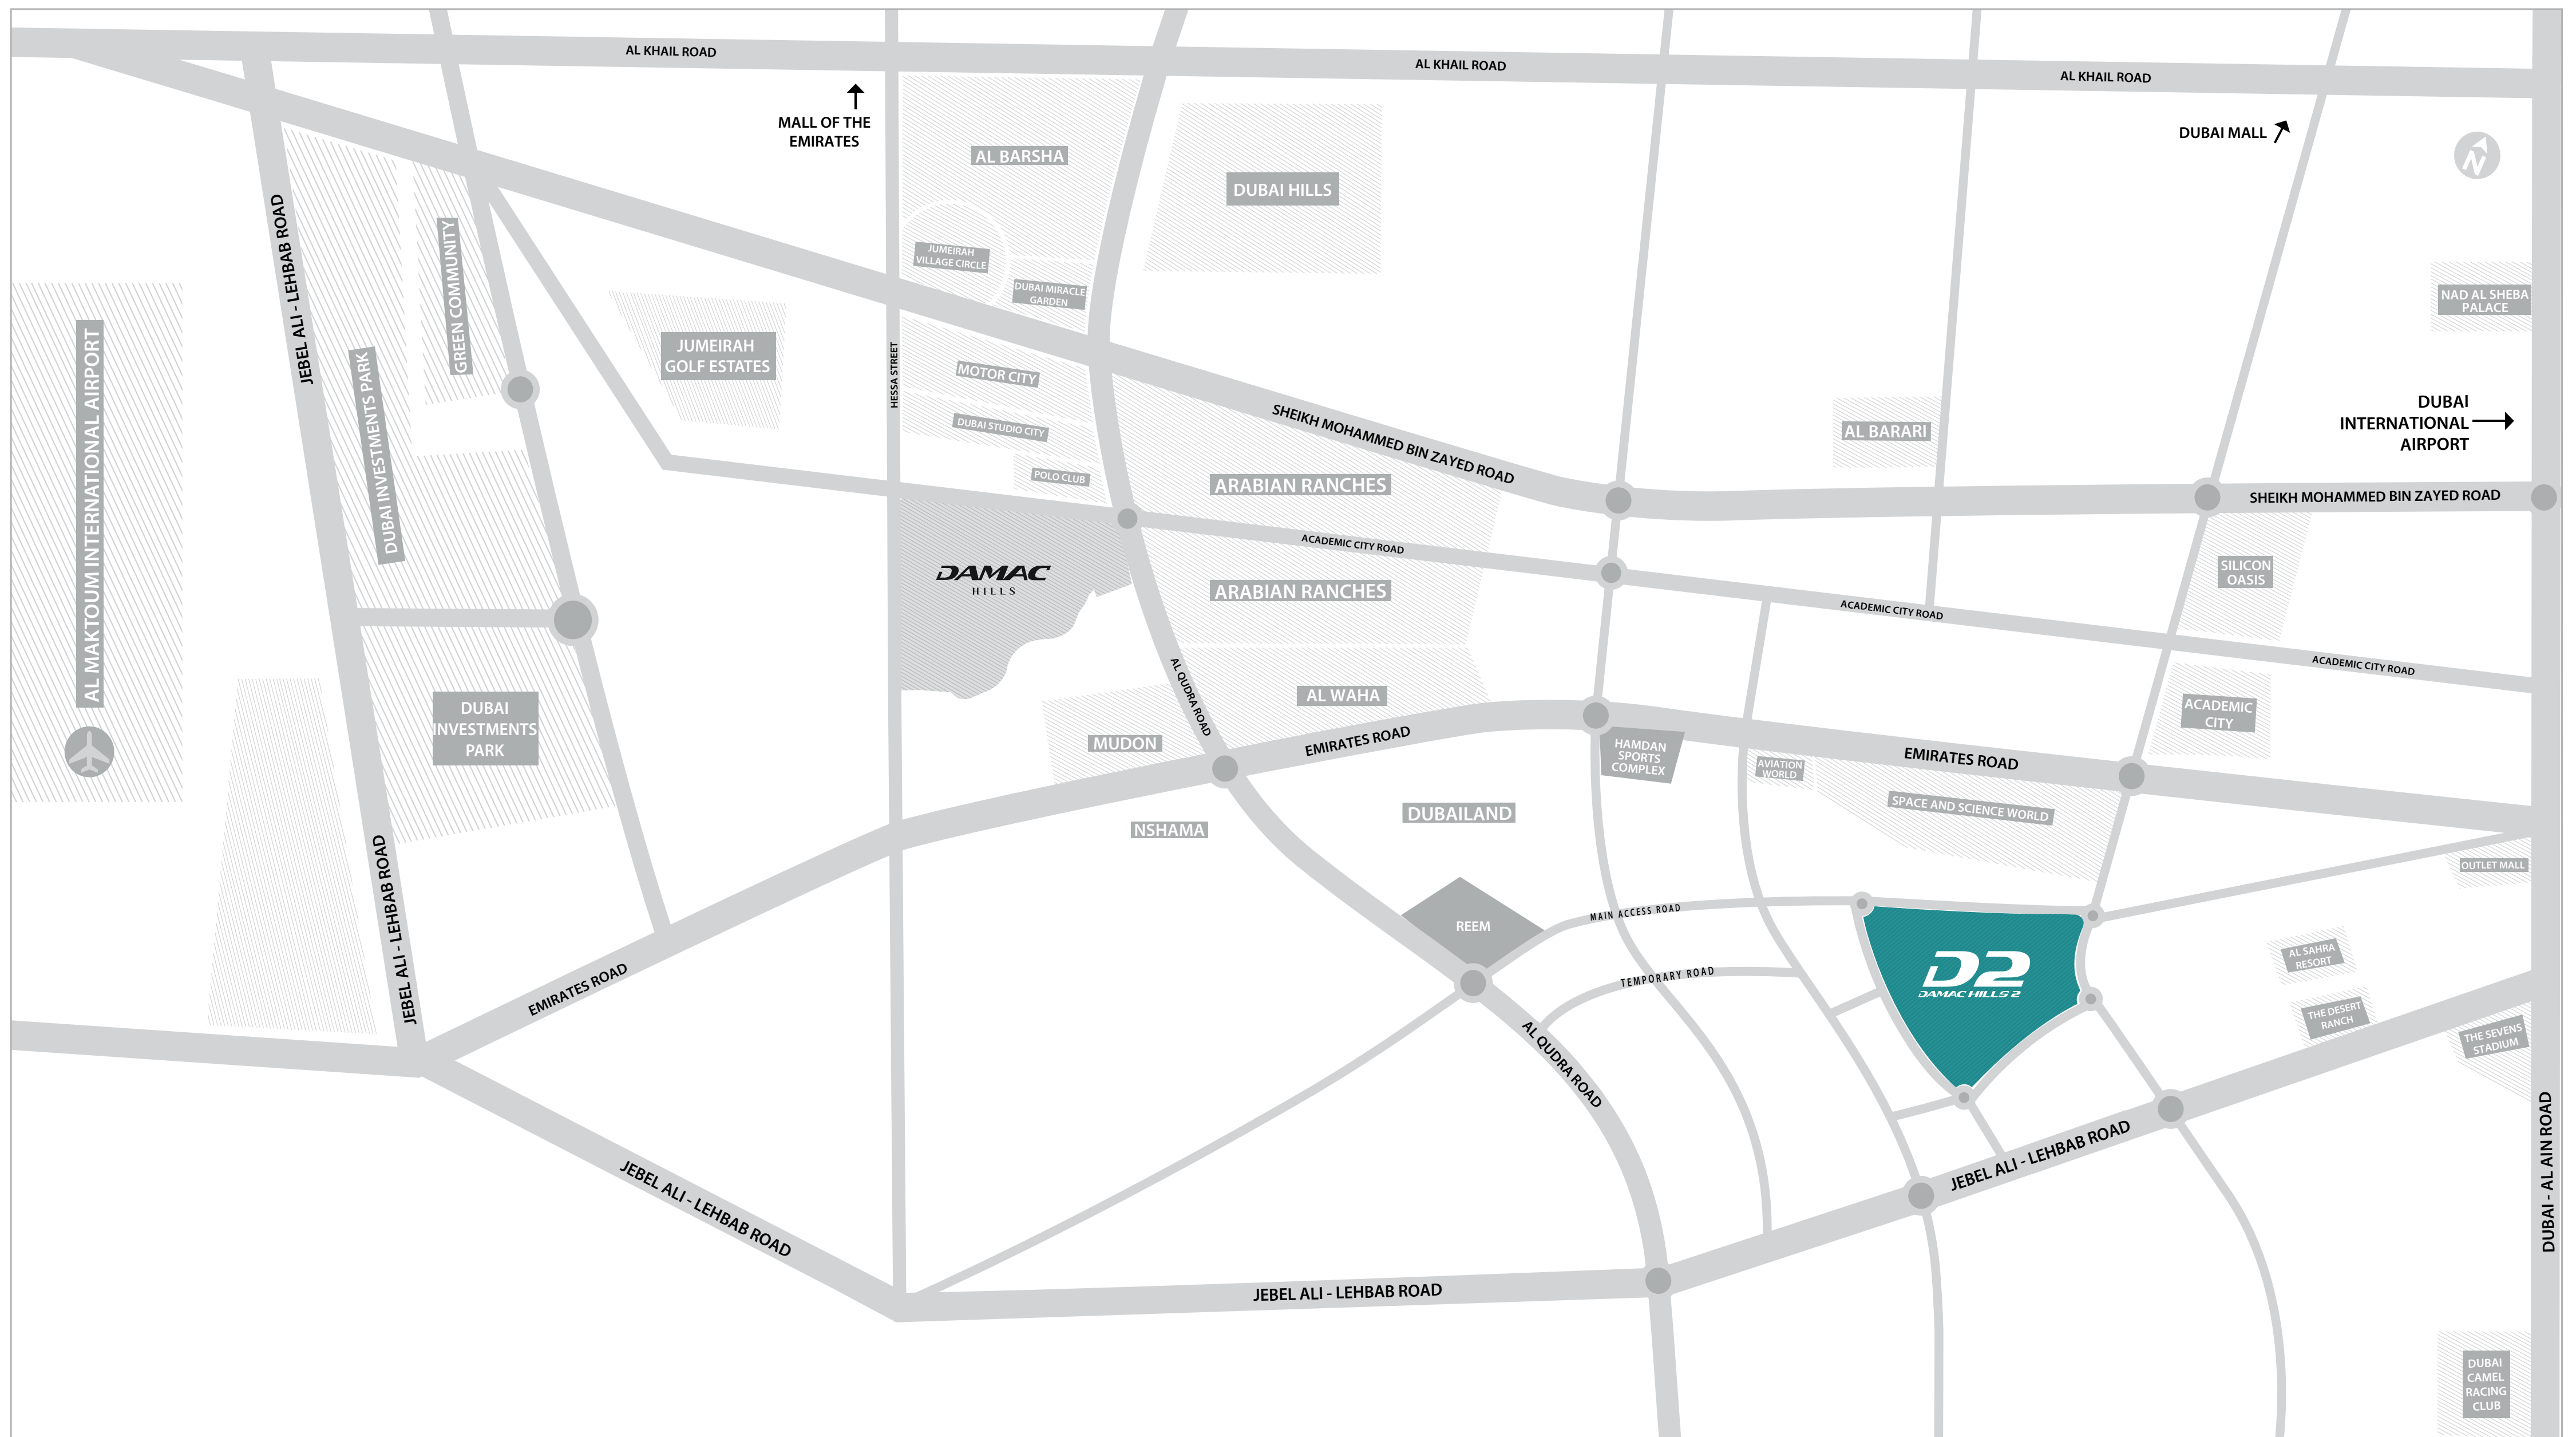 AL KHAIL ROAD
AL KHAIL ROAD
AL KHAIL ROAD
MALL OF THE
EMIRATES
DUBAI MALL
N
AL BARSHA
DUBAI HILLS
JEBEL ALI - LEHBAB ROAD
GREEN COMMUNITY
JUMEIRAH
VILLAGE CIRCLE
DUBAI MIRACLE
GARDEN
NAD AL SHEBA
PALACE
AL MAKTOUM INTERNATIONAL AIRPORT
DUBAI INVESTMENTS PARK
JUMEIRAH
GOLF ESTATES
HESSA STREET
MOTOR CITY
DUBAI STUDIO CITY
POLO CLUB
SHEIKH MOHAMMED BIN ZAYED ROAD
AL BARARI
DUBAI
INTERNATIONAL
AIRPORT
ARABIAN RANCHES
SHEIKH MOHAMMED BIN ZAYED ROAD
ACADEMIC CITY ROAD
DAMAC
HILLS
ARABIAN RANCHES
ACADEMIC CITY ROAD
SILICON
OASIS
ACADEMIC CITY ROAD
AL QUDRA ROAD
AL WAHA
ACADEMIC
CITY
DUBAI
INVESTMENTS
PARK
MUDON
EMIRATES ROAD
HAMDAN
SPORTS
COMPLEX
AVIATION
WORLD
EMIRATES ROAD
SPACE AND SCIENCE WORLD
NSHAMA
DUBAILAND
OUTLET MALL
JEBEL ALI - LEHBAB ROAD
REEM
MAIN ACCESS ROAD
TEMPORARY ROAD
D2
DAMAC HILLS 2
AL SAHRA
RESORT
THE DESERT
RANCH
THE SEVENS
STADIUM
EMIRATES ROAD
AL QUDRA ROAD
JEBEL ALI - LEHBAB ROAD
JEBEL ALI - LEHBAB ROAD
JEBEL ALI - LEHBAB ROAD
DUBAI - AL AIN ROAD
DUBAI
CAMEL
RACING
CLUB